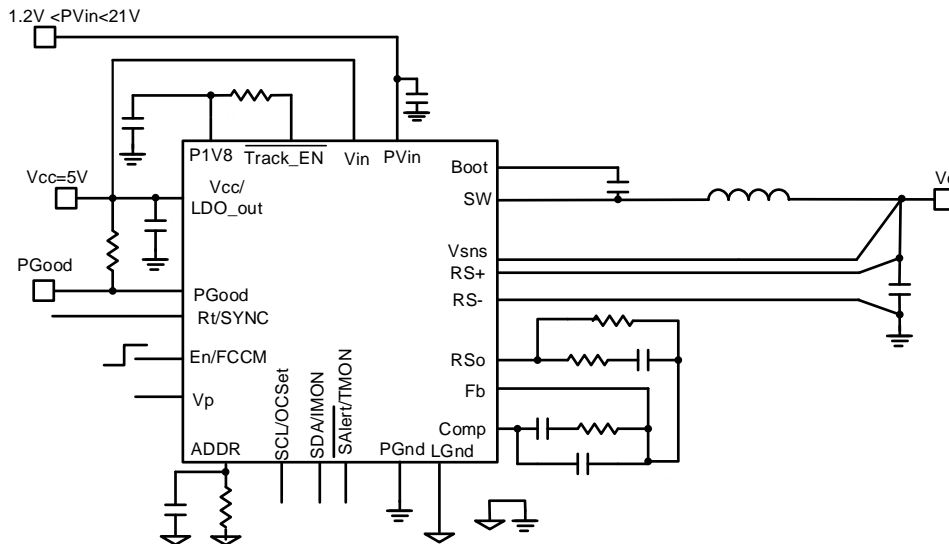 1.2V <PVin<21V
P1V8
Track_EN
Vin
PVin
Boot
Vcc=5V
Vcc/
LDO_out
SW
Vsns
RS+
RS-
PGood
PGood
Rt/SYNC
En/FCCM
RSo
Fb
Vp
Comp
ADDR
SCL/OCSet
SDA/IMON
SAlert/TMON
PGnd
LGnd